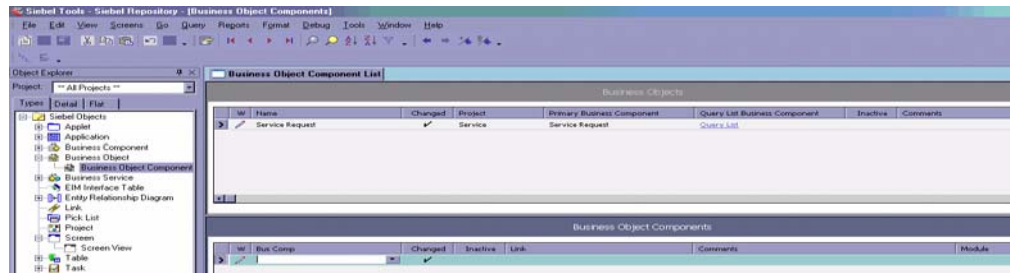 Siebel Tools - Siebel Repository - [Business Object Components]
File Edit View Screens Go Query Reports Format Debug Tools Window Help
Object Explorer
Project: ** All Projects **
Types Detail Flat
Siebel Objects
Applet
Application
Business Component
Business Object
Business Object Component
Business Service
EIM Interface Table
Entity Relationship Diagram
Link
Pick List
Project
Screen
Screen View
Table
Task
Business Object Component List
Business Objects
W Name Changed Project Primary Business Component Query List Business Component Inactive Comments
Service Request ✓ Service Service Request Query List
Business Object Components
W Bus Comp Changed Inactive Link Comments Module
✓